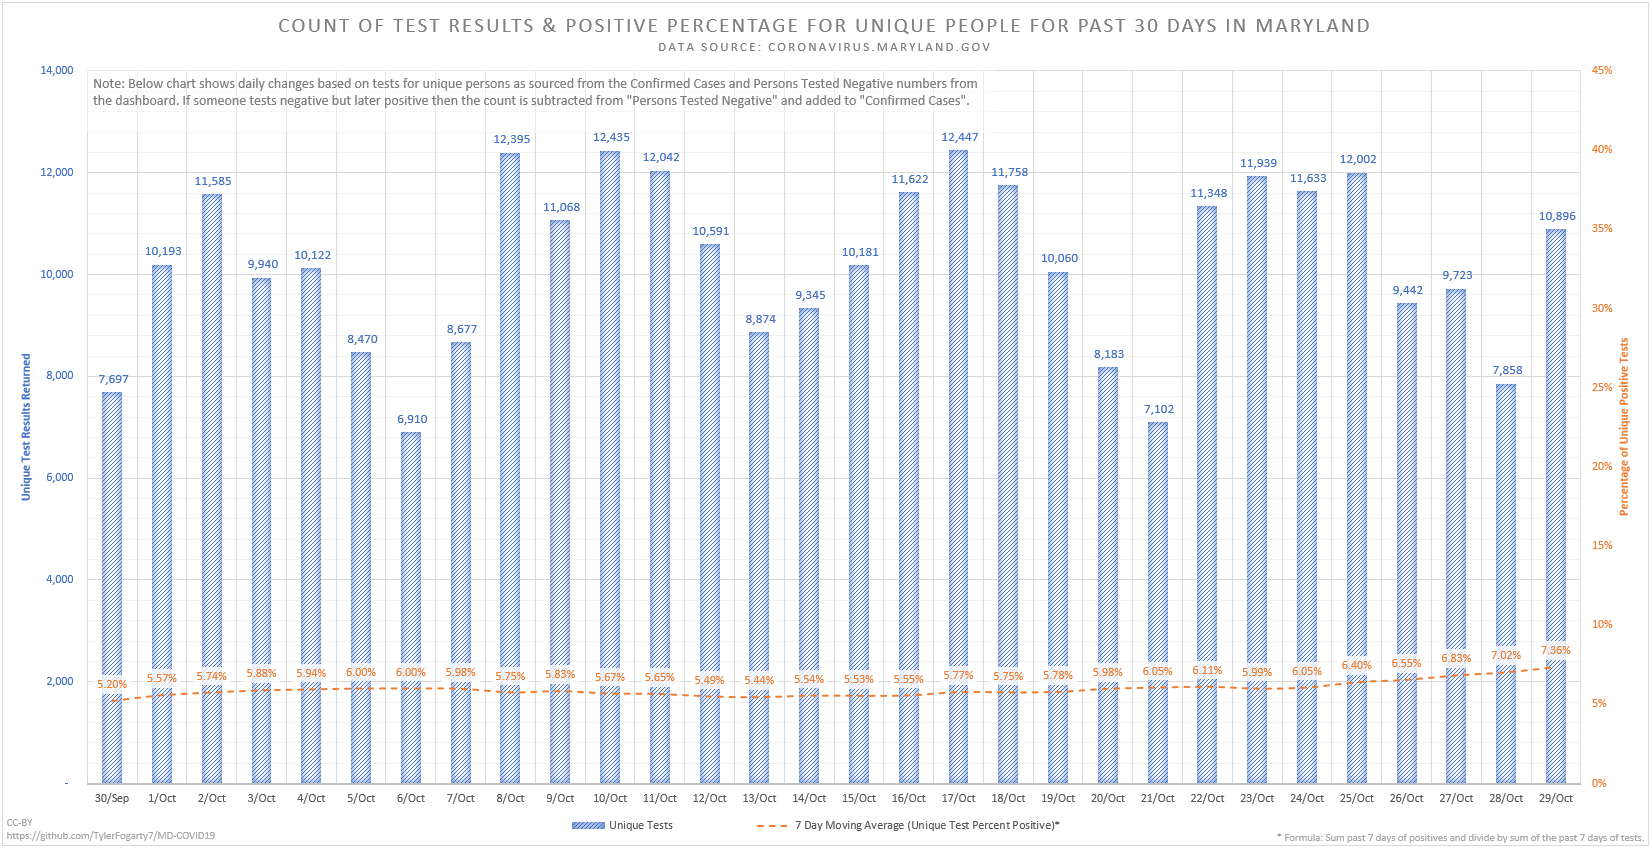 COUNT OF TEST RESULTS & POSITIVE PERCENTAGE FOR UNIQUE PEOPLE FOR PAST 30 DAYS IN MARYLAND
DATA SOURCE: CORONAVIRUS.MARYLAND.GOV
Note: Below chart shows daily changes based on tests for unique persons as sourced from the Confirmed Cases and Persons Tested Negative numbers from
the dashboard. If someone tests negative but later positive then the count is subtracted from "Persons Tested Negative" and added to "Confirmed Cases".
Unique Test Results Returned
14,000
12,000
10,000
8,000
6,000
4,000
2,000
-
7,697
10,193
11,585
9,940
10,122
8,470
6,910
8,677
12,395
11,068
12,435
12,042
10,591
8,874
9,345
10,181
11,622
12,447
11,758
10,060
8,183
7,102
11,348
11,939
11,633
12,002
9,442
9,723
7,858
10,896
5.20%
5.57%
5.74%
5.88%
5.94%
6.00%
6.00%
5.98%
5.75%
5.83%
5.67%
5.65%
5.49%
5.44%
5.54%
5.53%
5.55%
5.77%
5.75%
5.78%
5.98%
6.05%
6.11%
5.99%
6.05%
6.40%
6.55%
6.83%
7.02%
7.36%
45%
40%
35%
30%
25%
20%
15%
10%
5%
0%
Percentage of Unique Positive Tests
30/Sep
1/Oct
2/Oct
3/Oct
4/Oct
5/Oct
6/Oct
7/Oct
8/Oct
9/Oct
10/Oct
11/Oct
12/Oct
13/Oct
14/Oct
15/Oct
16/Oct
17/Oct
18/Oct
19/Oct
20/Oct
21/Oct
22/Oct
23/Oct
24/Oct
25/Oct
26/Oct
27/Oct
28/Oct
29/Oct
Unique Tests
7 Day Moving Average (Unique Test Percent Positive)*
CC-BY
https://github.com/TylerFogarty7/MD-COVID19
* Formula: Sum past 7 days of positives and divide by sum of the past 7 days of tests.